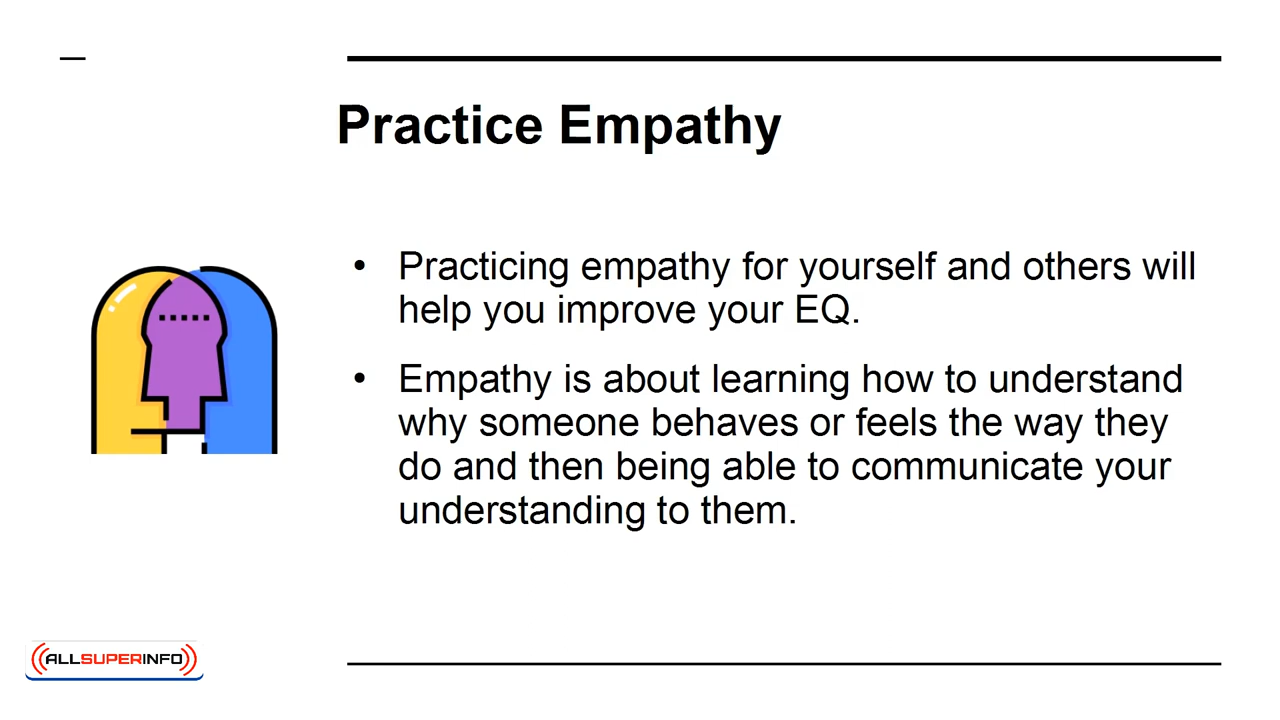 Practice Empathy
• Practicing empathy for yourself and others will
help you improve your EQ.
• Empathy is about learning how to understand
why someone behaves or feels the way they
do and then being able to communicate your
understanding to them.
ALLSUPERINFO